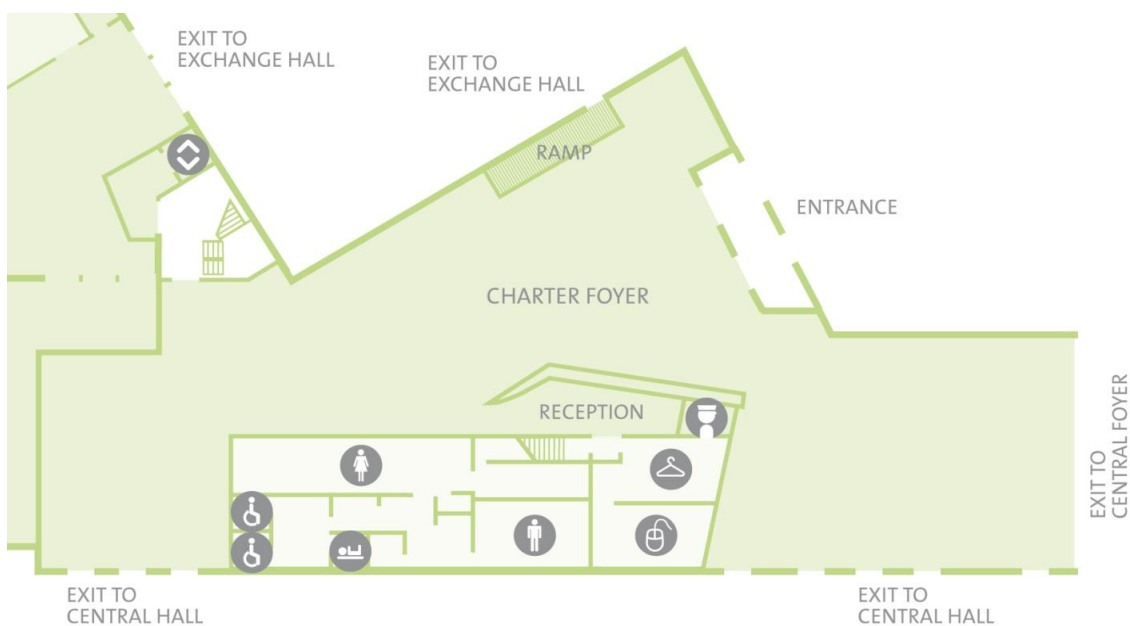 EXIT TO
EXCHANGE HALL
EXIT TO
EXCHANGE HALL
RAMP
ENTRANCE
CHARTER FOYER
RECEPTION
EXIT TO
CENTRAL FOYER
EXIT TO
CENTRAL HALL
EXIT TO
CENTRAL HALL